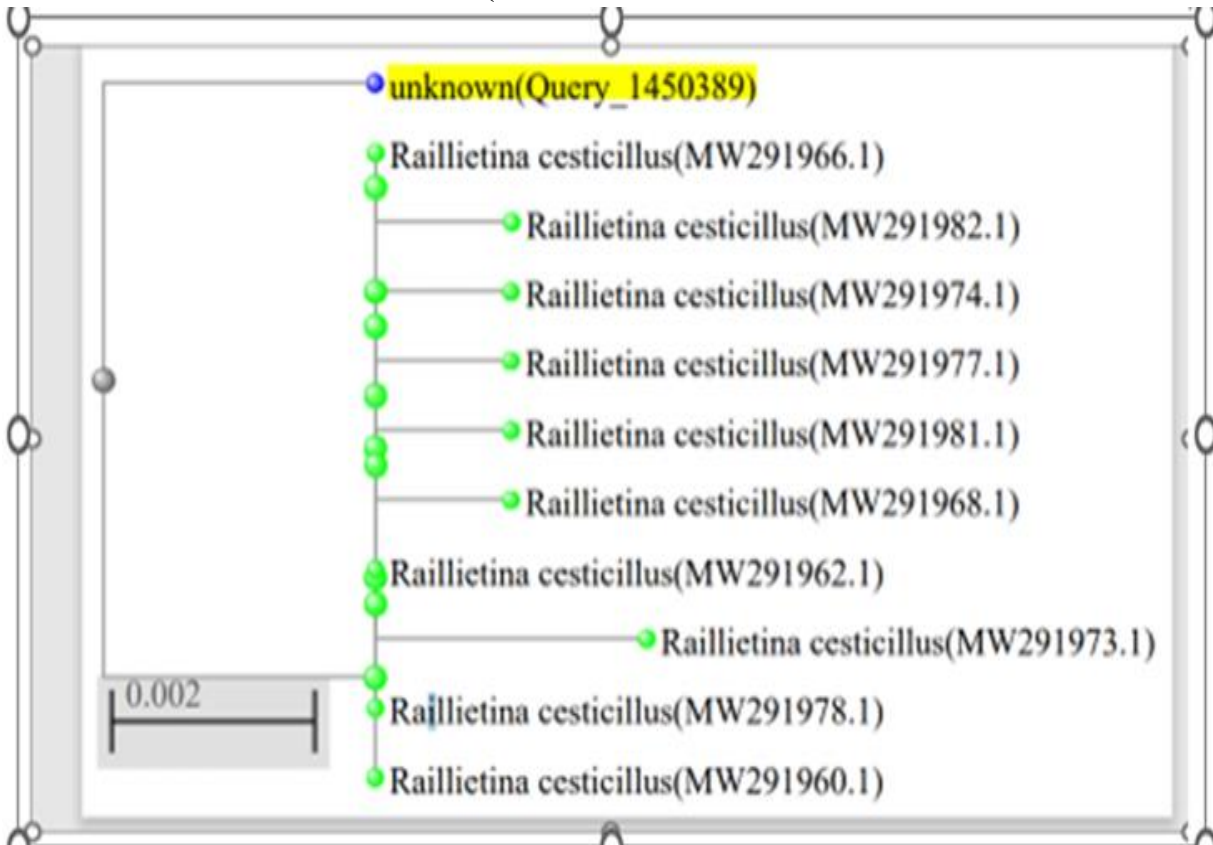 unknown(Query_1450389)
Raillietina cesticillus(MW291966.1)
Raillietina cesticillus(MW291982.1)
Raillietina cesticillus(MW291974.1)
Raillietina cesticillus(MW291977.1)
Raillietina cesticillus(MW291981.1)
Raillietina cesticillus(MW291968.1)
Raillietina cesticillus(MW291962.1)
Raillietina cesticillus(MW291973.1)
0.002
Raillietina cesticillus(MW291978.1)
Raillietina cesticillus(MW291960.1)